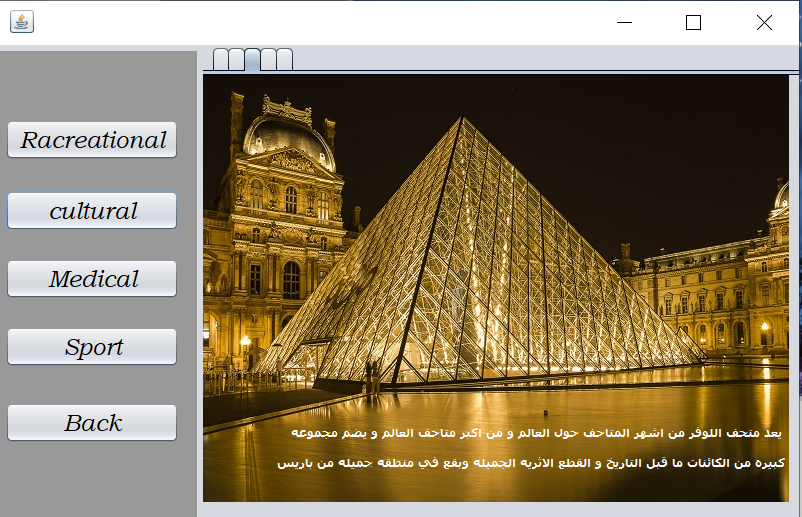 Racreational
cultural
Medical
Sport
Back
يعد متحف اللوفر من اشهر المتاحف حول العالم و من اكبر متاحف العالم و يضم مجموعه
كبيره من الكائنات ما قبل التاريخ و القطع الاثريه الجميله ويقع في منطقه جميله من باريس